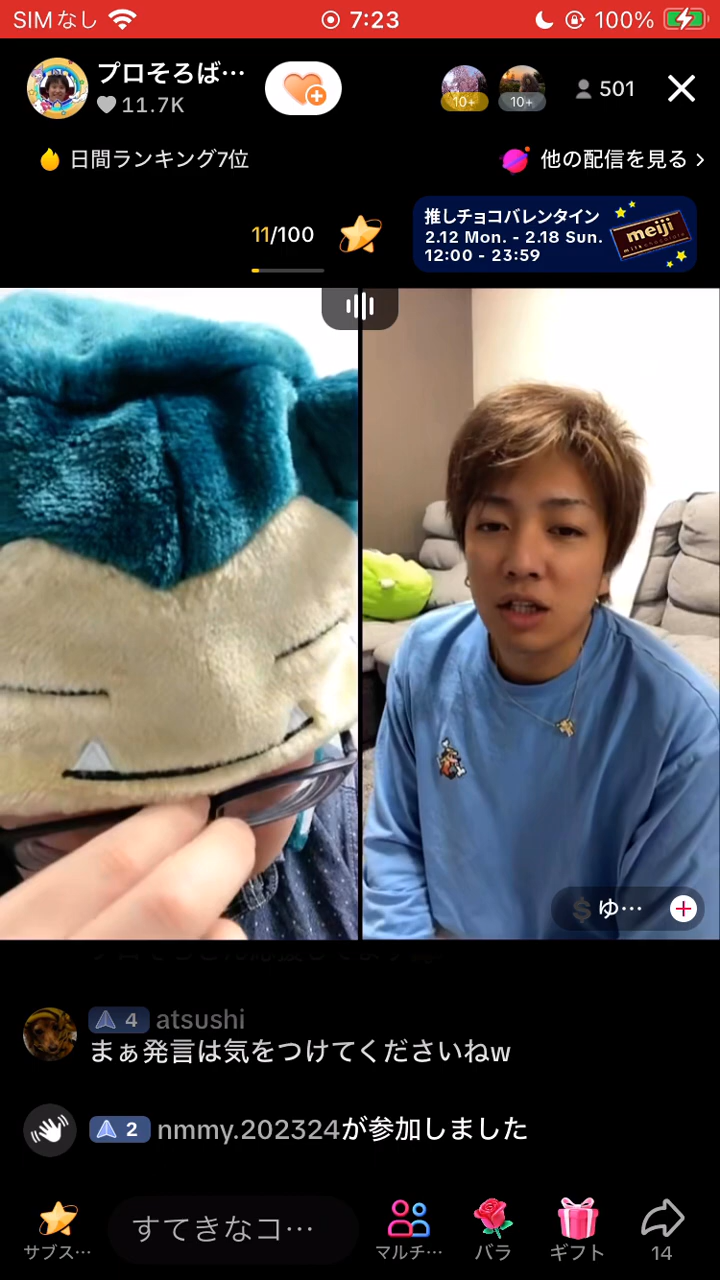 SIMなし 7:23 100%
プロそろば…
11.7K
10+ 10+ 501
日間ランキング7位 他の配信を見る
11/100
推しチョコバレンタイン
2.12 Mon. - 2.18 Sun.
12:00 - 23:59
meiji
milk chocolate
ゆ…
4 atsushi
まぁ発言は気をつけてくださいねw
2 nmmy.202324が参加しました
すてきなコ…
サブス… マルチ… バラ ギフト 14